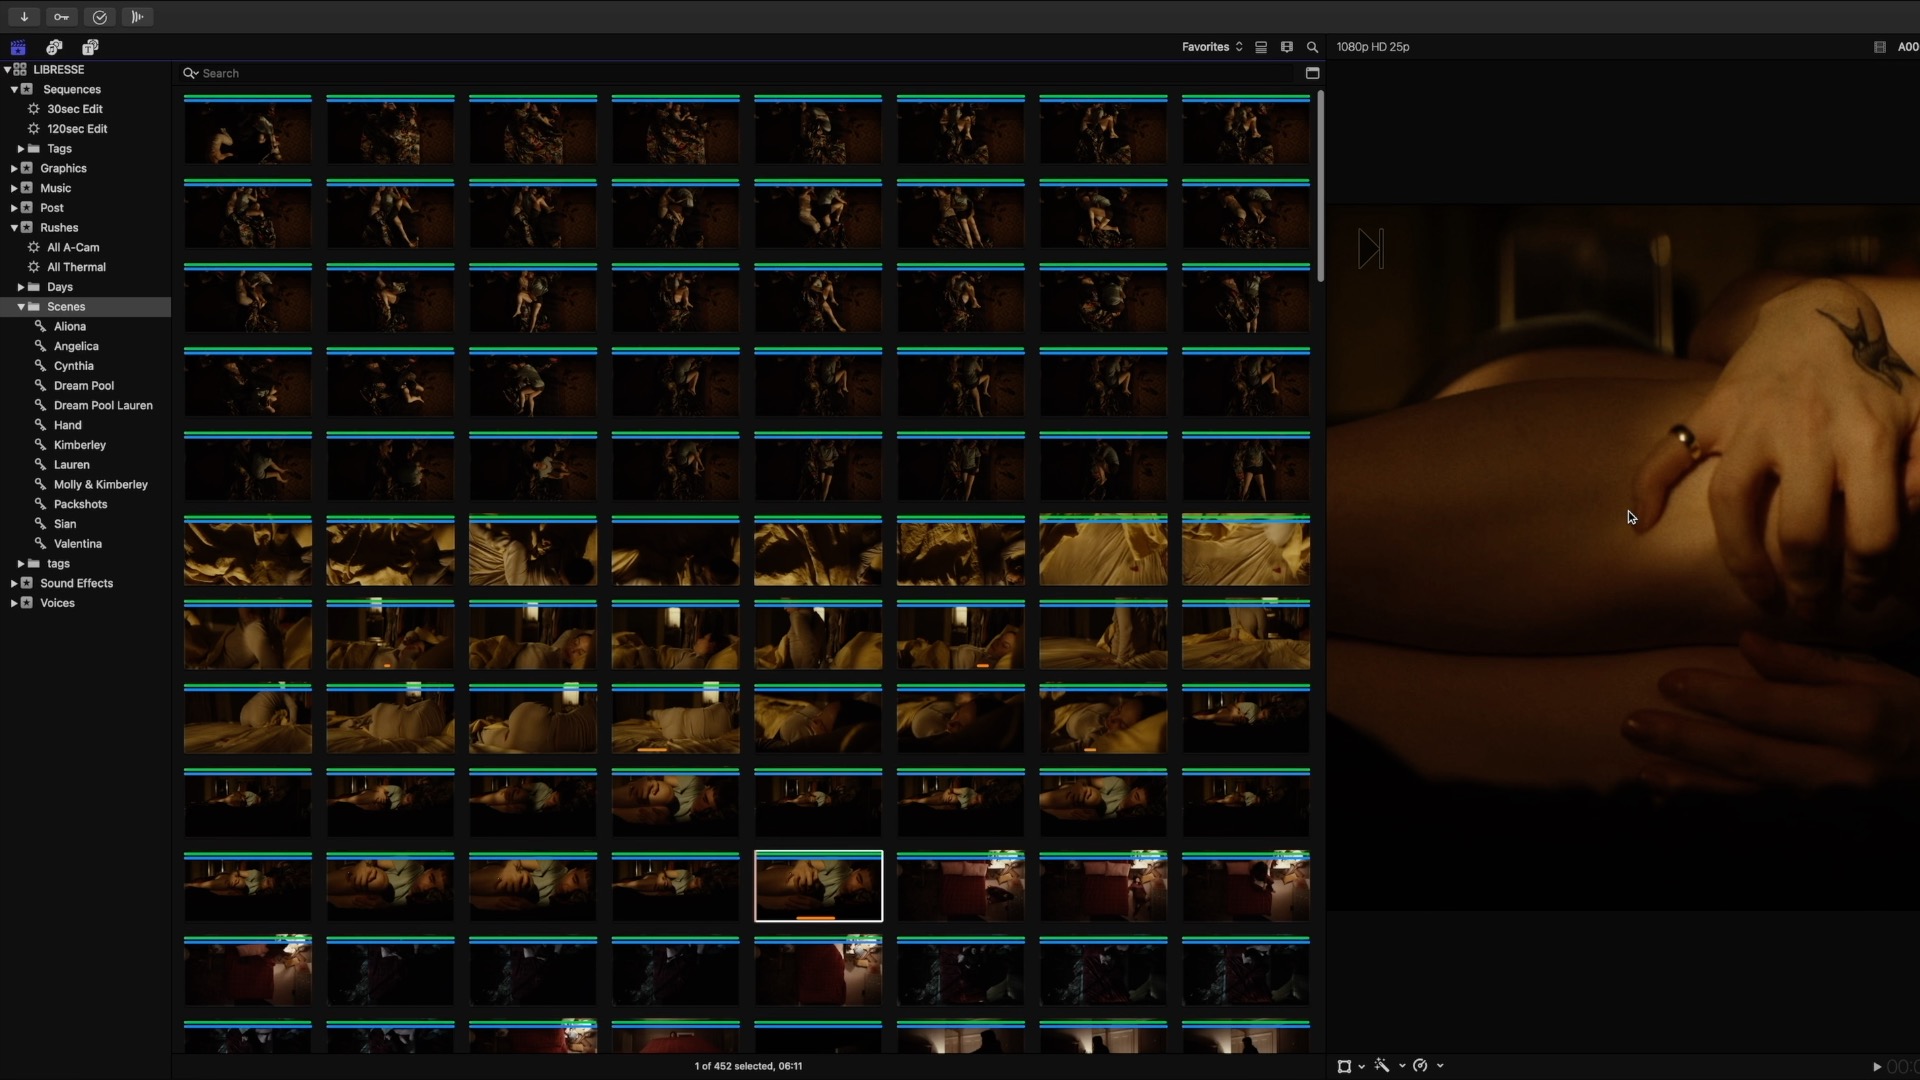 Favorites
1080p HD 25p
A00
LIBRESSE
Search
Sequences
30sec Edit
120sec Edit
Tags
Graphics
Music
Post
Rushes
All A-Cam
All Thermal
Days
Scenes
Aliona
Angelica
Cynthia
Dream Pool
Dream Pool Lauren
Hand
Kimberley
Lauren
Molly & Kimberley
Packshots
Sian
Valentina
tags
Sound Effects
Voices
1 of 452 selected, 06:11
00: